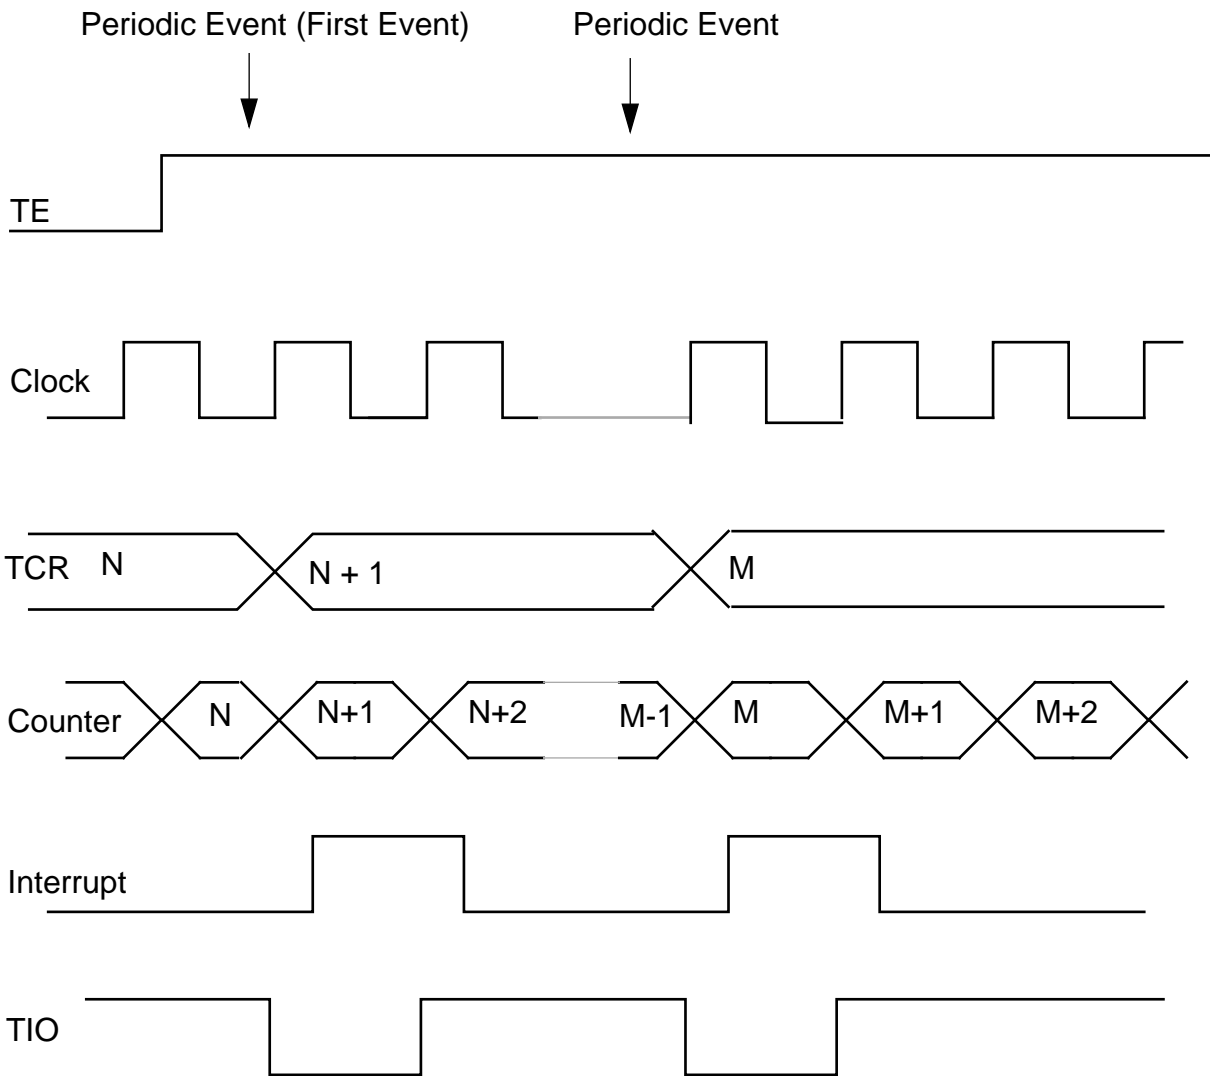 Periodic Event (First Event) Periodic Event
TE
Clock
TCR N N + 1 M
Counter N N+1 N+2 M-1 M M+1 M+2
Interrupt
TIO